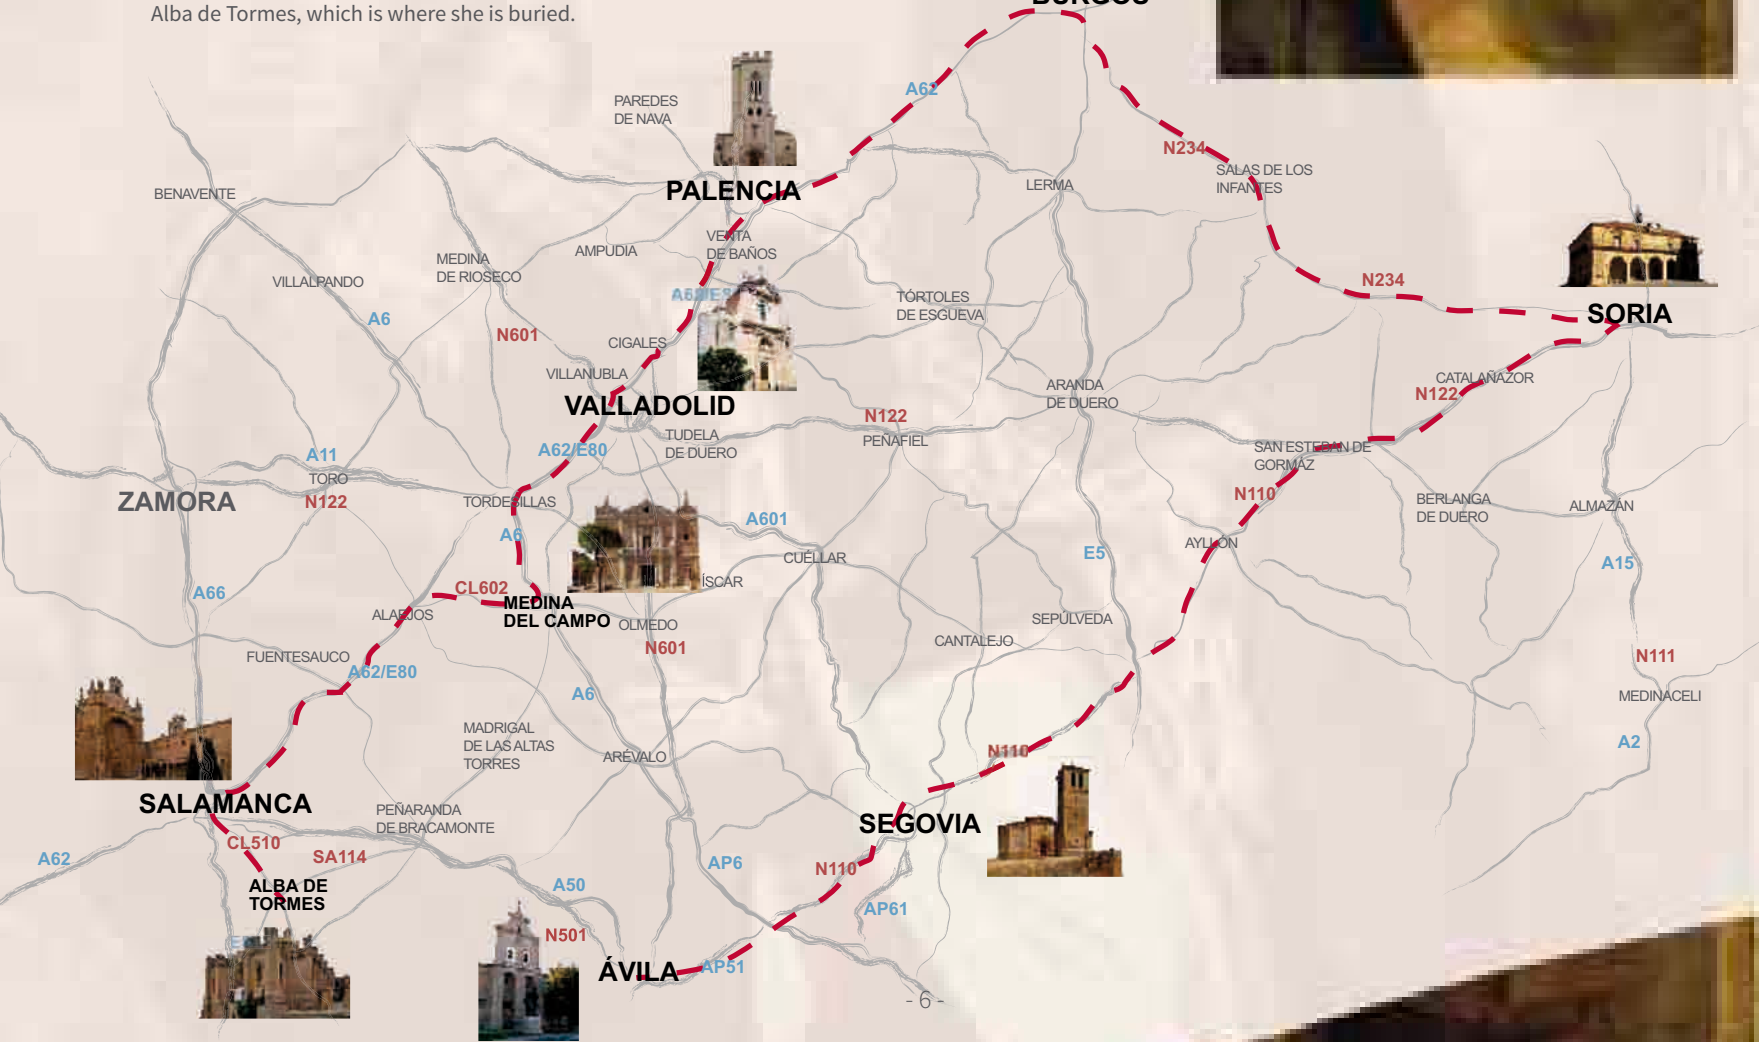 Alba de Tormes, which is where she is buried.
BURGOS
A62
PAREDES
DE NAVA
N234
SALAS DE LOS
INFANTES
PALENCIA
LERMA
BENAVENTE
VENTA
DE BAÑOS
AMPUDIA
MEDINA
DE RIOSECO
VILLALPANDO
N234
TÓRTOLES
DE ESGUEVA
SORIA
A6
N601
CIGALES
VILLANUBLA
CATALAÑAZOR
ARANDA
DE DUERO
N122
VALLADOLID
N122
PEÑAFIEL
TUDELA
DE DUERO
A62/E80
SAN ESTEBAN DE
GORMÁZ
A11
TORO
N122
ZAMORA
TORDESILLAS
N110
BERLANGA
DE DUERO
ALMAZÁN
A601
A6
AYLLÓN
E5
CUÉLLAR
A15
ÍSCAR
CL602
A66
MEDINA
DEL CAMPO
ALAEJOS
OLMEDO
SEPÚLVEDA
CANTALEJO
N601
FUENTESAUCO
A62/E80
N111
MEDINACELI
A6
MADRIGAL
DE LAS ALTAS
TORRES
A2
ARÉVALO
N110
SALAMANCA
PEÑARANDA
DE BRACAMONTE
SEGOVIA
CL510
SA114
A62
AP6
N110
ALBA DE
TORMES
A50
AP61
N501
ÁVILA
AP51
- 6 -